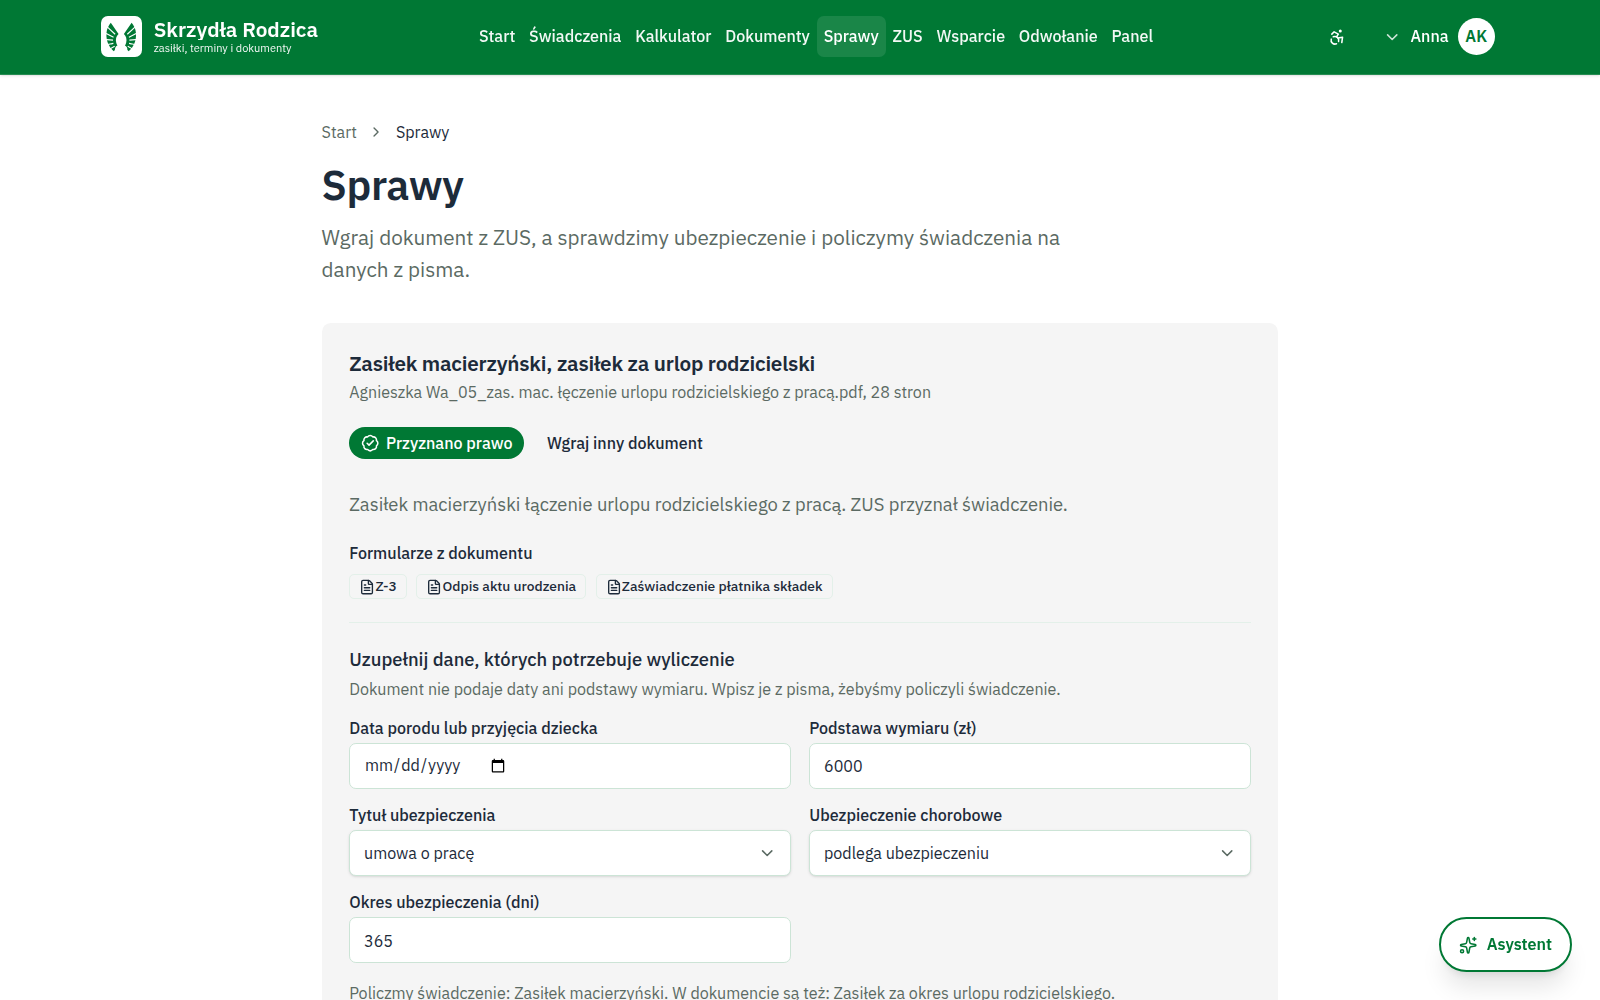 Skrzydła Rodzica
zasiłki, terminy i dokumenty
Start Świadczenia Kalkulator Dokumenty Sprawy ZUS Wsparcie Odwołanie Panel
Anna AK
Start > Sprawy
Sprawy
Wgraj dokument z ZUS, a sprawdzimy ubezpieczenie i policzymy świadczenia na
danych z pisma.
Zasiłek macierzyński, zasiłek za urlop rodzicielski
Agnieszka Wa_05_zas. mac. łęczenie urlopu rodzicielskiego z pracą.pdf, 28 stron
Przyznano prawo
Wgraj inny dokument
Zasiłek macierzyński łączenie urlopu rodzicielskiego z pracą. ZUS przyznał świadczenie.
Formularze z dokumentu
Z-3
Odpis aktu urodzenia
Zaświadczenie płatnika składek
Uzupełnij dane, których potrzebuje wyliczenie
Dokument nie podaje daty ani podstawy wymiaru. Wpisz je z pisma, żebyśmy policzyli świadczenie.
Data porodu lub przyjęcia dziecka
mm/dd/yyyy
Podstawa wymiaru (zł)
6000
Tytuł ubezpieczenia
umowa o pracę
Ubezpieczenie chorobowe
podlega ubezpieczeniu
Okres ubezpieczenia (dni)
365
Policzmy świadczenie: Zasiłek macierzyński. W dokumencie są też: Zasiłek za okres urlopu rodzicielskiego.
Asystent